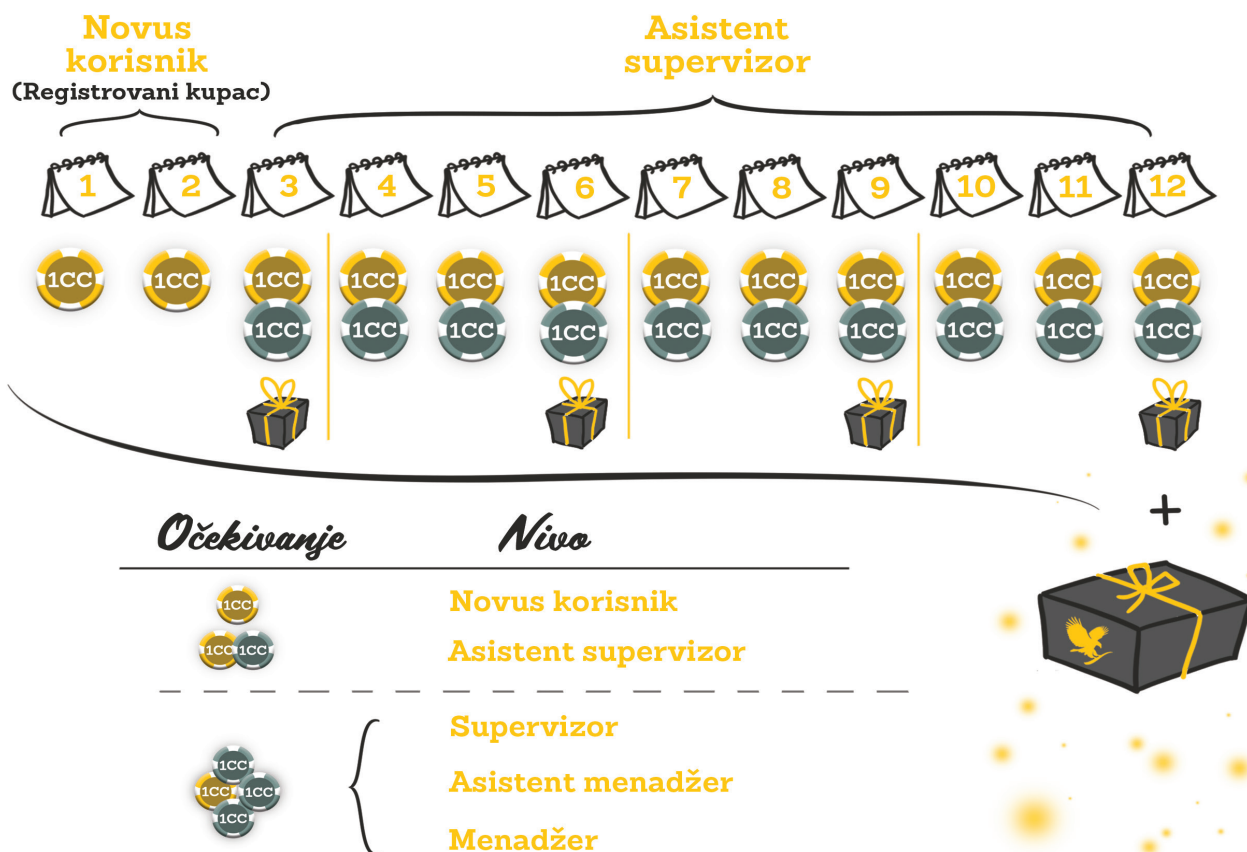 Novus
korisnik
(Registrovani kupac)
Asistent
supervizor
1 2 3 4 5 6 7 8 9 10 11 12
1CC 1CC 1CC 1CC 1CC 1CC 1CC 1CC 1CC 1CC 1CC 1CC
1CC 1CC 1CC 1CC 1CC 1CC 1CC 1CC 1CC 1CC
+
Očekivanje Nivo
1CC Novus korisnik
1CC 1CC Asistent supervizor
Supervizor
1CC
1CC 1CC Asistent menadžer
1CC
Menadžer